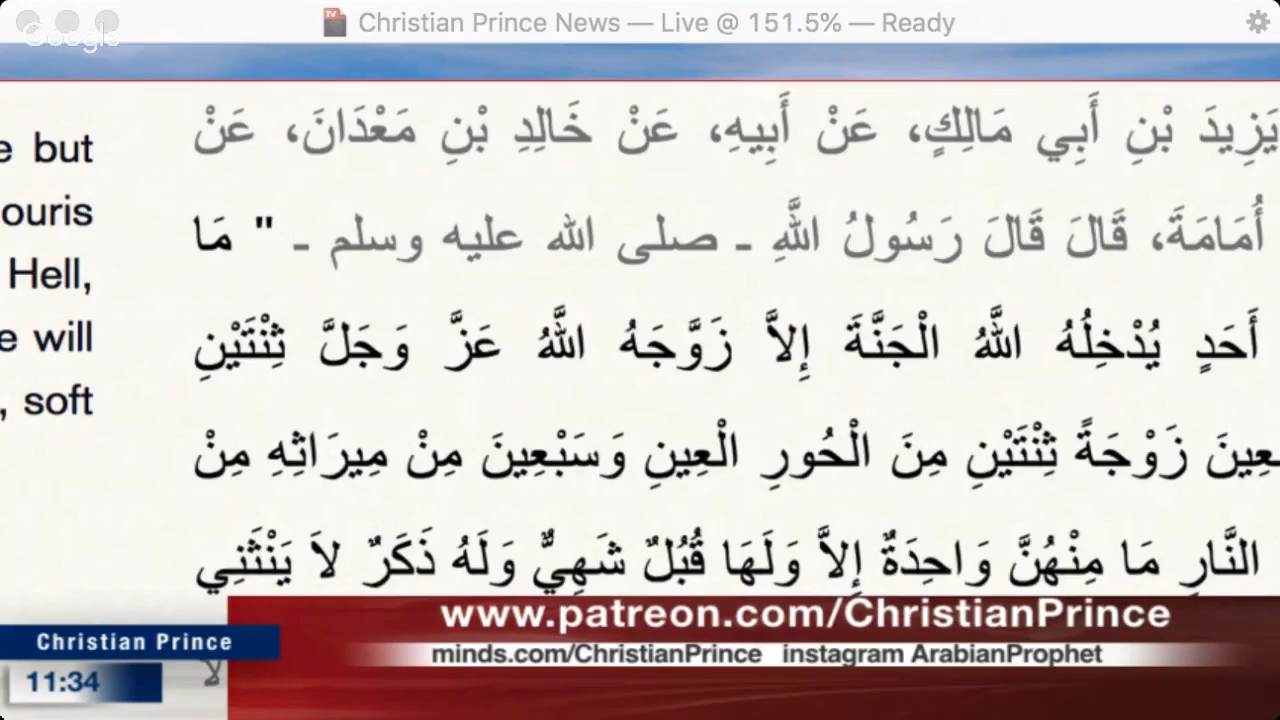 Christian Prince News — Live @ 151.5% — Ready
Google
e but
ouris
Hell,
e will
, soft
يَزِيدَ بْنِ أَبِي مَالِكٍ، عَنْ أَبِيهِ، عَنْ خَالِدِ بْنِ مَعْدَانَ، عَنْ
أُمَامَةَ، قَالَ قَالَ رَسُولُ اللَّهِ ـ صلى الله عليه وسلم ـ " مَا
أَحَدٍ يُدْخِلُهُ اللَّهُ الْجَنَّةَ إِلاَّ زَوَّجَهُ اللَّهُ عَزَّ وَجَلَّ ثِنْتَيْنِ
عِينَ زَوْجَةً ثِنْتَيْنِ مِنَ الْحُورِ الْعِينِ وَسَبْعِينَ مِنْ مِيرَاثِهِ مِنْ
النَّارِ مَا مِنْهُنَّ وَاحِدَةٌ إِلاَّ وَلَهَا قُبُلٌ شَهِيٌّ وَلَهُ ذَكَرٌ لاَ يَنْثَنِي
www.patreon.com/ChristianPrince
Christian Prince
minds.com/ChristianPrince instagram ArabianProphet
11:34